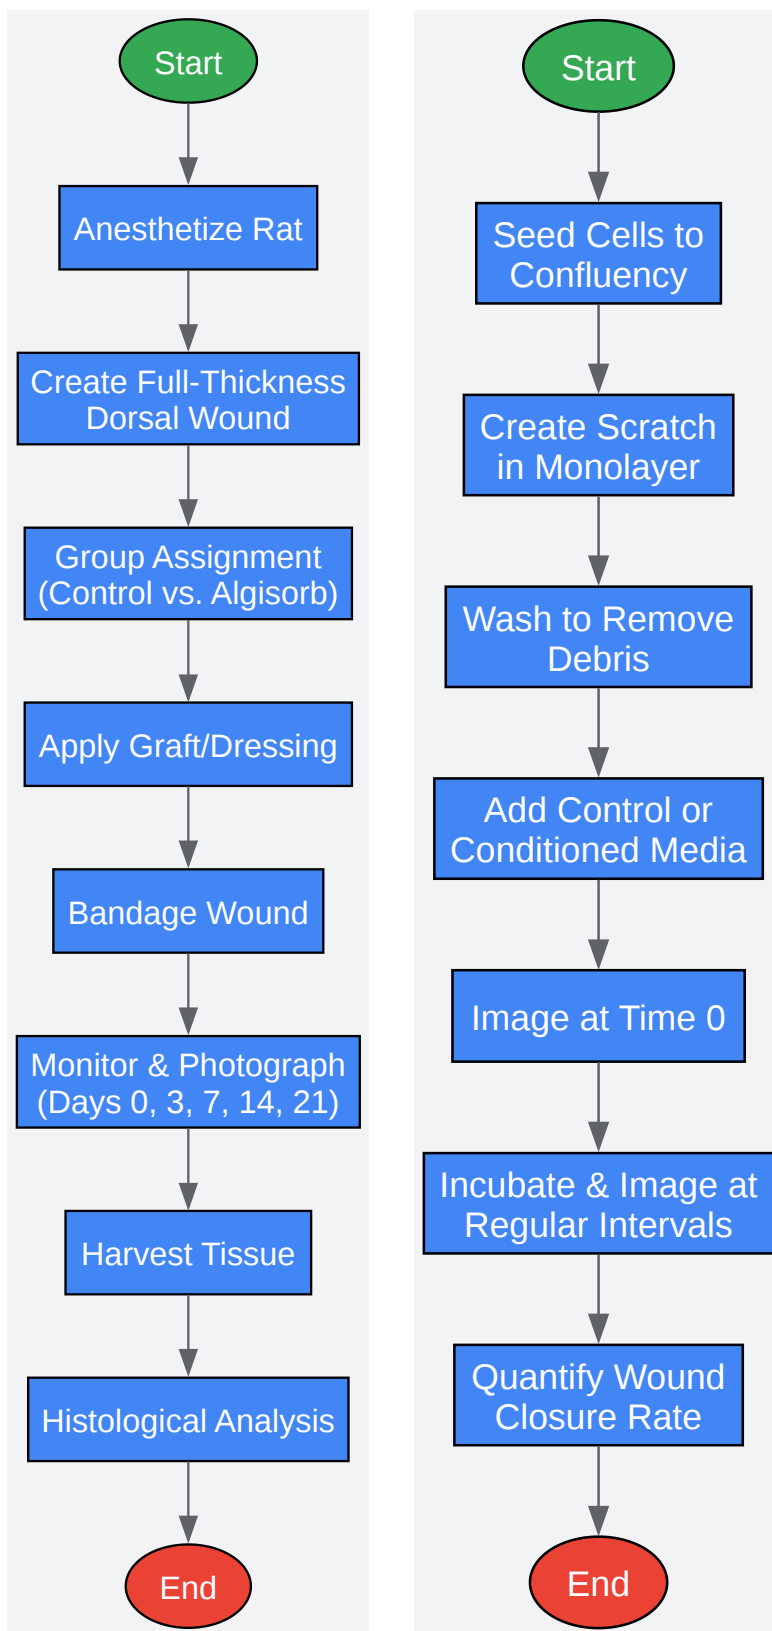 Start
Anesthetize Rat
Create Full-Thickness
Dorsal Wound
Group Assignment
(Control vs. Algisorb)
Apply Graft/Dressing
Bandage Wound
Monitor & Photograph
(Days 0, 3, 7, 14, 21)
Harvest Tissue
Histological Analysis
End
Start
Seed Cells to
Confluency
Create Scratch
in Monolayer
Wash to Remove
Debris
Add Control or
Conditioned Media
Image at Time 0
Incubate & Image at
Regular Intervals
Quantify Wound
Closure Rate
End